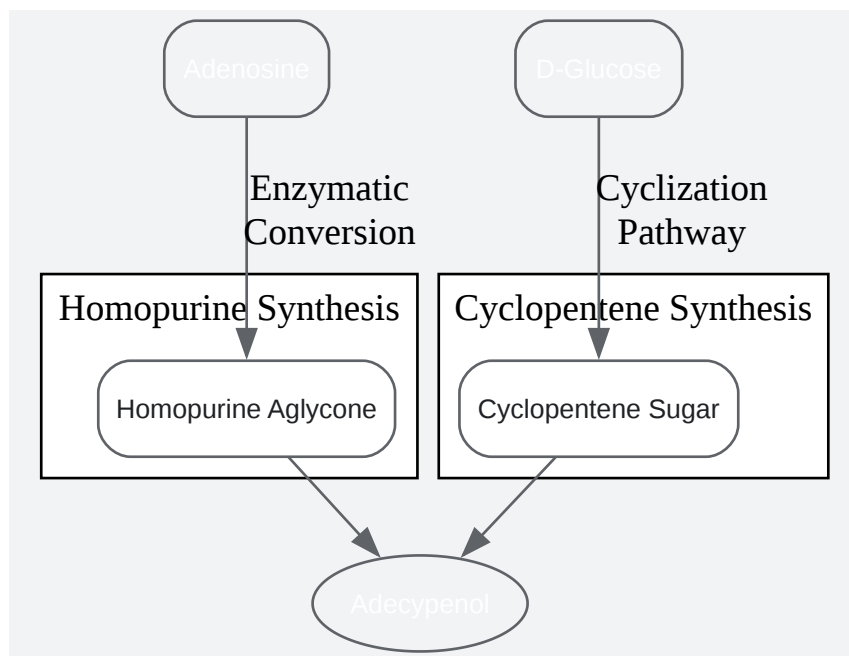 Adenosine
D-Glucose
Enzymatic
Conversion
Cyclization
Pathway
Homopurine Synthesis
Cyclopentene Synthesis
Homopurine Aglycone
Cyclopentene Sugar
Adecypenol